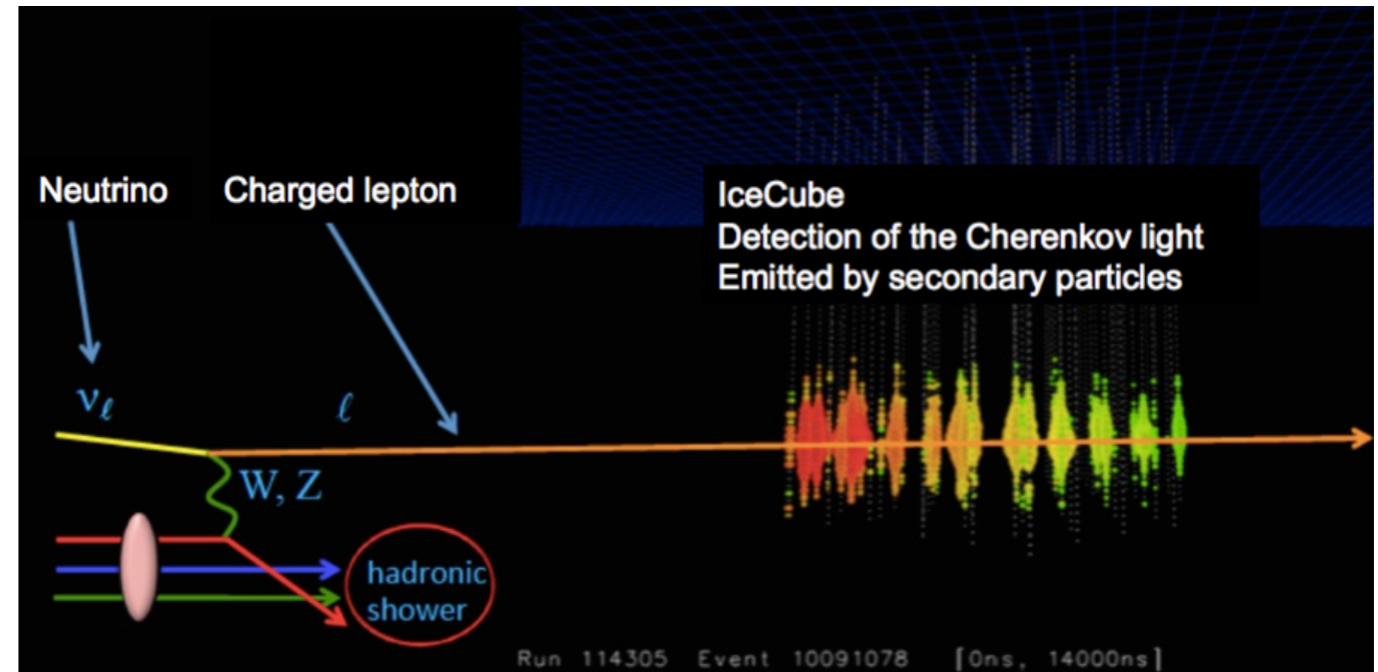 Neutrino
Charged lepton
IceCube
Detection of the Cherenkov light
Emitted by secondary particles
νℓ
ℓ
W, Z
hadronic
shower
Run 114305 Event 10091078 [0ns, 14000ns]